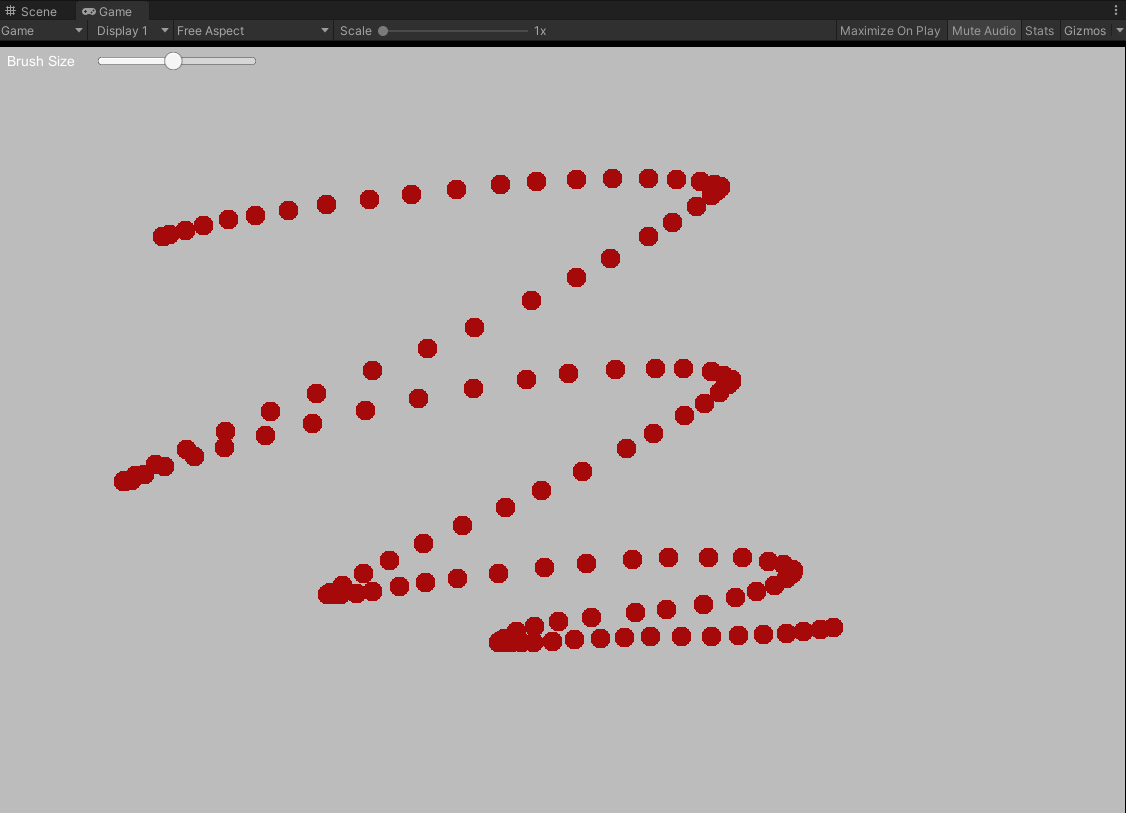 Scene Game
Game Display 1 Free Aspect Scale 1x Maximize On Play Mute Audio Stats Gizmos
Brush Size